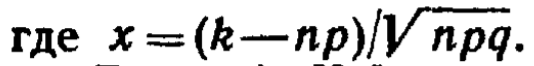 где x = (k—np)/√npq.